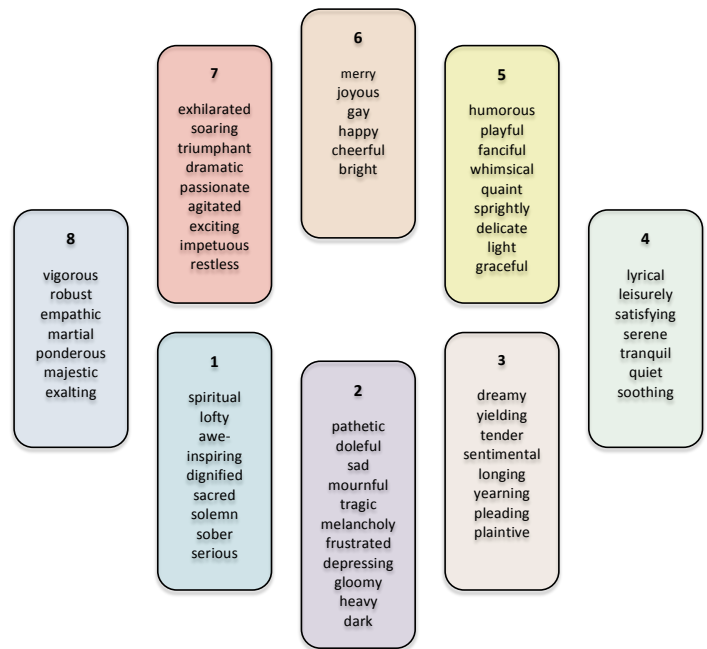 6
merry
joyous
gay
happy
cheerful
bright
7
exhilarated
soaring
triumphant
dramatic
passionate
agitated
exciting
impetuous
restless
5
humorous
playful
fanciful
whimsical
quaint
sprightly
delicate
light
graceful
8
vigorous
robust
empathic
martial
ponderous
majestic
exalting
4
lyrical
leisurely
satisfying
serene
tranquil
quiet
soothing
1
spiritual
lofty
awe-
inspiring
dignified
sacred
solemn
sober
serious
2
pathetic
doleful
sad
mournful
tragic
melancholy
frustrated
depressing
gloomy
heavy
dark
3
dreamy
yielding
tender
sentimental
longing
yearning
pleading
plaintive